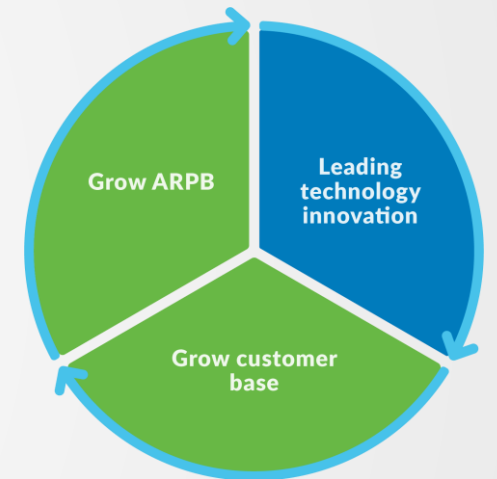 Grow ARPB
Leading
technology
innovation
Grow customer
base